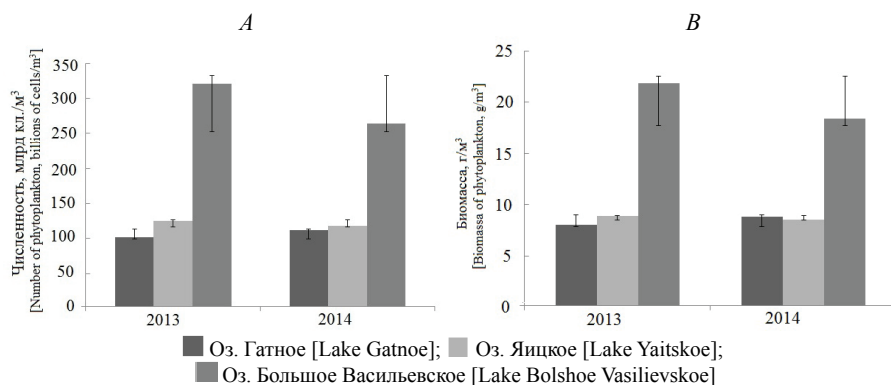 A
B
Численность, млрд кл./м³
[Number of phytoplankton, billions of cells/m³]
350
300
250
200
150
100
50
0
2013
2014
Биомасса, г/м³
[Biomassa of phytoplankton, g/m³]
25
20
15
10
5
0
2013
2014
Оз. Гатное [Lake Gatnoe]; Оз. Яицкое [Lake Yaitskoe];
Оз. Большое Васильевское [Lake Bolshoe Vasilievskoe]